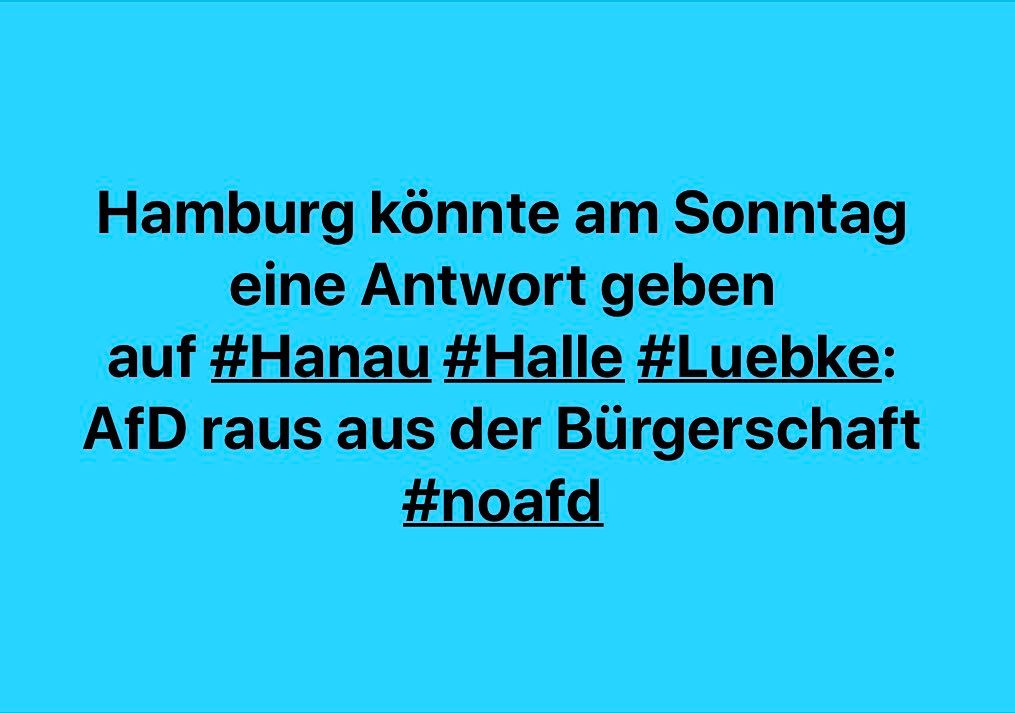 Hamburg könnte am Sonntag
eine Antwort geben
auf #Hanau #Halle #Luebke:
AfD raus aus der Bürgerschaft
#noafd